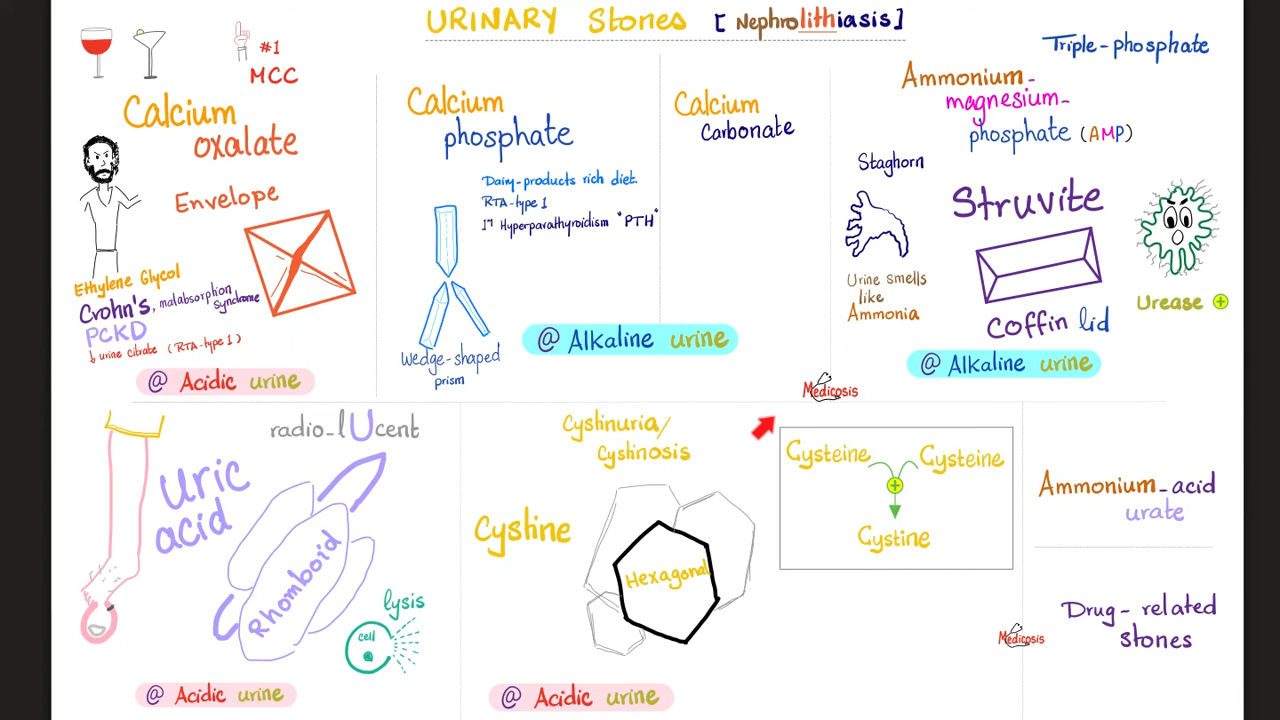 URINARY Stones [Nephrolithiasis]
#1
MCC
Calcium
oxalate
Envelope
Ethylene Glycol
Crohn's, malabsorption syndrome
PCKD
↓ urine citrate (RTA-type 1)
@ Acidic urine
Calcium
phosphate
Dairy-products rich diet.
RTA-type 1
1ry Hyperparathyroidism "PTH"
Wedge-shaped
prism
Calcium
Carbonate
@ Alkaline urine
Triple-phosphate
Ammonium-
magnesium-
phosphate (AMP)
Staghorn
Struvite
Urine smells
like
Ammonia
Coffin lid
Urease +
@ Alkaline urine
Medicosis
radio-lUcent
Uric
acid
Rhomboid
lysis
cell
@ Acidic urine
Cystinuria/
Cystinosis
Cystine
Hexagonal
@ Acidic urine
Cysteine Cysteine
+
Cystine
Medicosis
Ammonium-acid
urate
Drug-related
stones